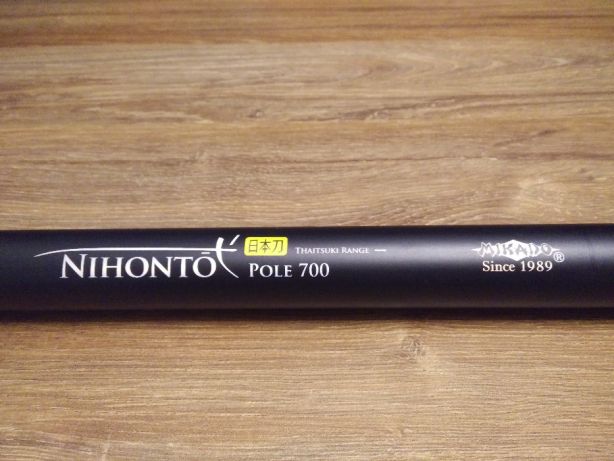 NIHONTŌ
日本刀 THAITSUKI RANGE
POLE 700
MIKADO®
Since 1989